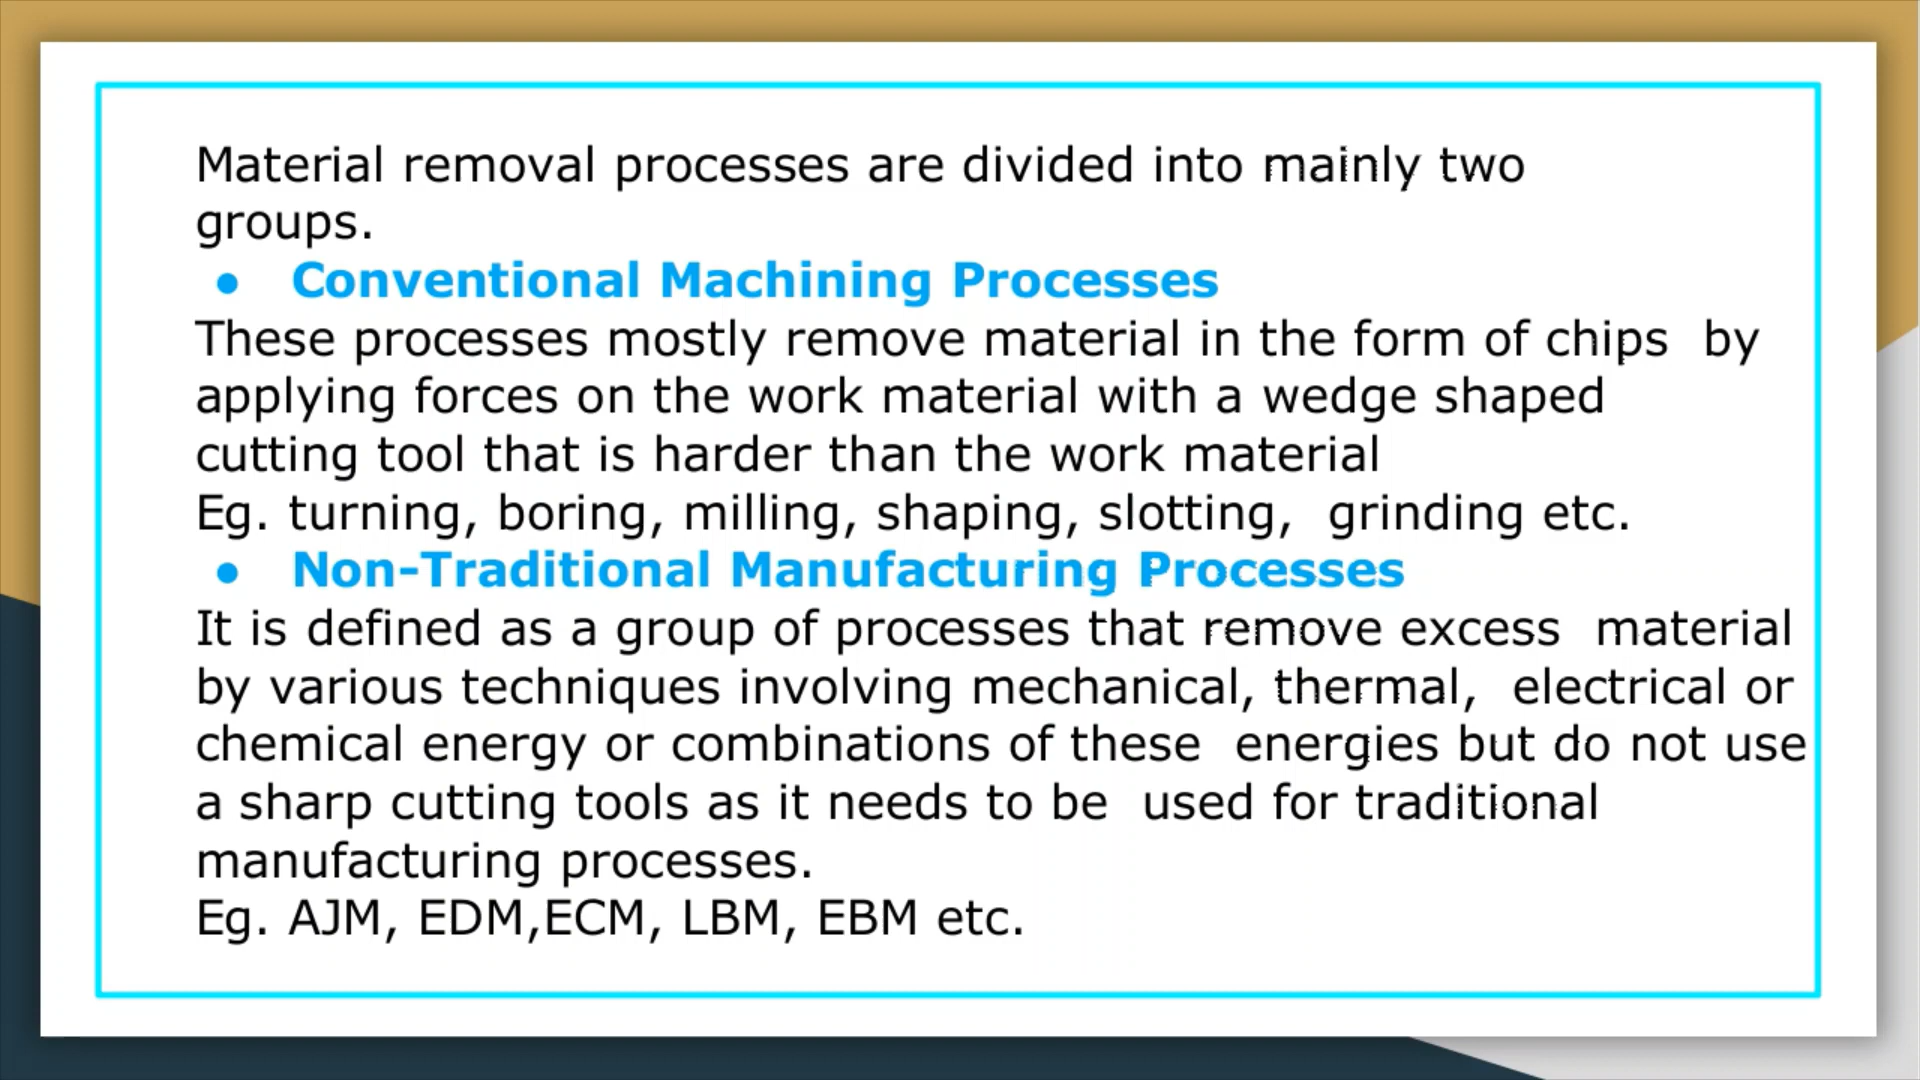 Material removal processes are divided into mainly two
groups.
● Conventional Machining Processes
These processes mostly remove material in the form of chips by
applying forces on the work material with a wedge shaped
cutting tool that is harder than the work material
Eg. turning, boring, milling, shaping, slotting, grinding etc.
● Non-Traditional Manufacturing Processes
It is defined as a group of processes that remove excess material
by various techniques involving mechanical, thermal, electrical or
chemical energy or combinations of these energies but do not use
a sharp cutting tools as it needs to be used for traditional
manufacturing processes.
Eg. AJM, EDM,ECM, LBM, EBM etc.